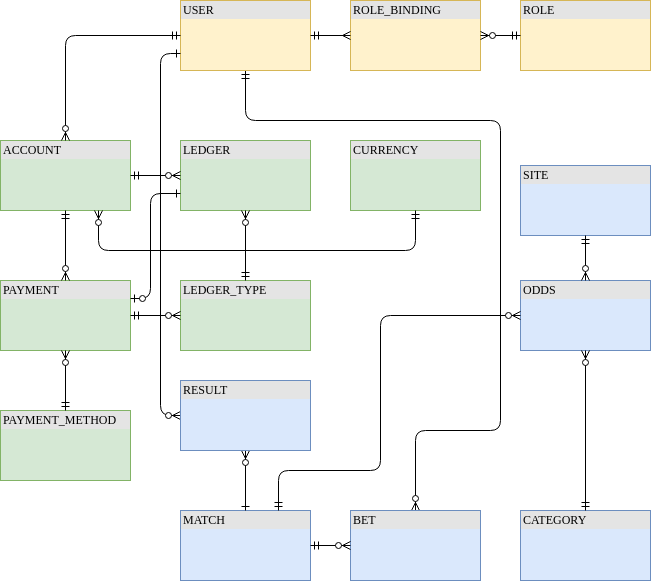 USER
ROLE_BINDING
ROLE
ACCOUNT
LEDGER
CURRENCY
SITE
PAYMENT
LEDGER_TYPE
ODDS
RESULT
PAYMENT_METHOD
MATCH
BET
CATEGORY